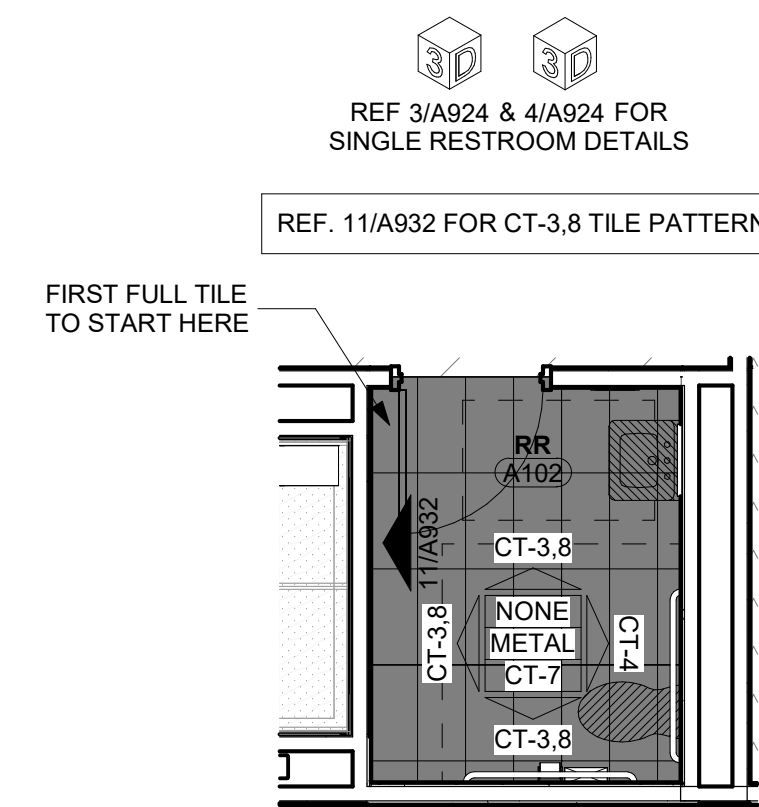 3D 3D
REF 3/A924 & 4/A924 FOR
SINGLE RESTROOM DETAILS
REF. 11/A932 FOR CT-3,8 TILE PATTERN
FIRST FULL TILE
TO START HERE
RR
A102
11/A932
CT-3,8
CT-3,8
NONE
METAL
CT-7
CT-4
CT-3,8